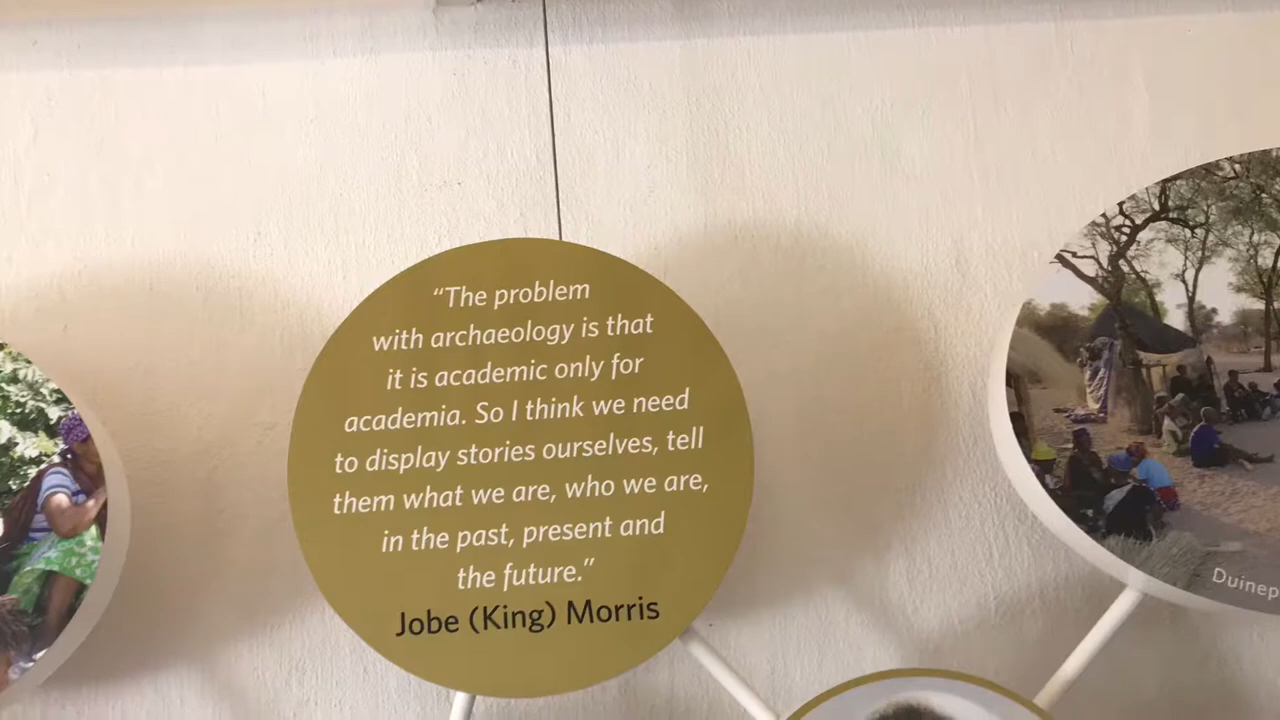 “The problem
with archaeology is that
it is academic only for
academia. So I think we need
to display stories ourselves, tell
them what we are, who we are,
in the past, present and
the future.”
Jobe (King) Morris